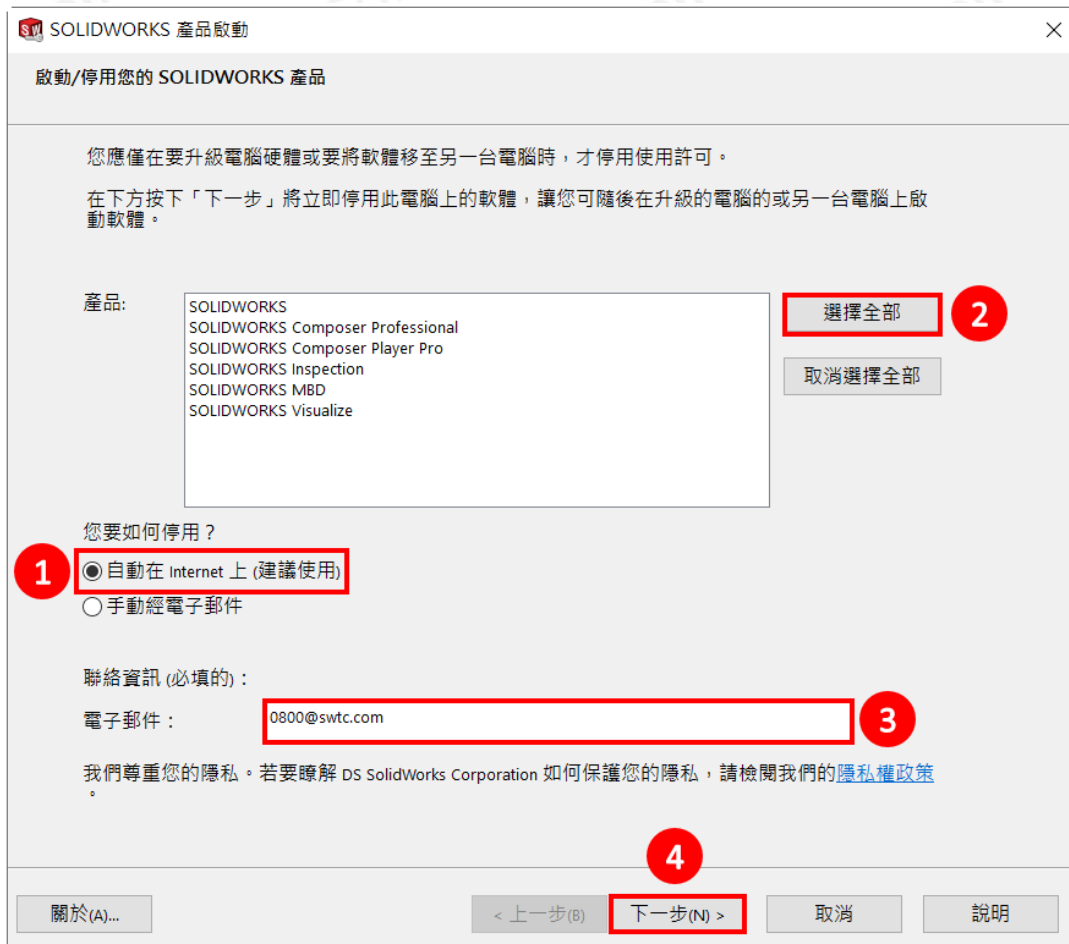 SOLIDWORKS 產品啟動
啟動/停用您的 SOLIDWORKS 產品
您應僅在要升級電腦硬體或要將軟體移至另一台電腦時，才停用使用許可。
在下方按下「下一步」將立即停用此電腦上的軟體，讓您可隨後在升級的電腦的或另一台電腦上啟
動軟體。
產品:
SOLIDWORKS
SOLIDWORKS Composer Professional
SOLIDWORKS Composer Player Pro
SOLIDWORKS Inspection
SOLIDWORKS MBD
SOLIDWORKS Visualize
選擇全部
2
取消選擇全部
您要如何停用？
1
自動在 Internet 上 (建議使用)
手動經電子郵件
聯絡資訊 (必填的)：
電子郵件：
0800@swtc.com
3
我們尊重您的隱私。若要瞭解 DS SolidWorks Corporation 如何保護您的隱私，請檢閱我們的隱私權政策
。
4
關於(A)...
< 上一步(B)
下一步(N) >
取消
說明